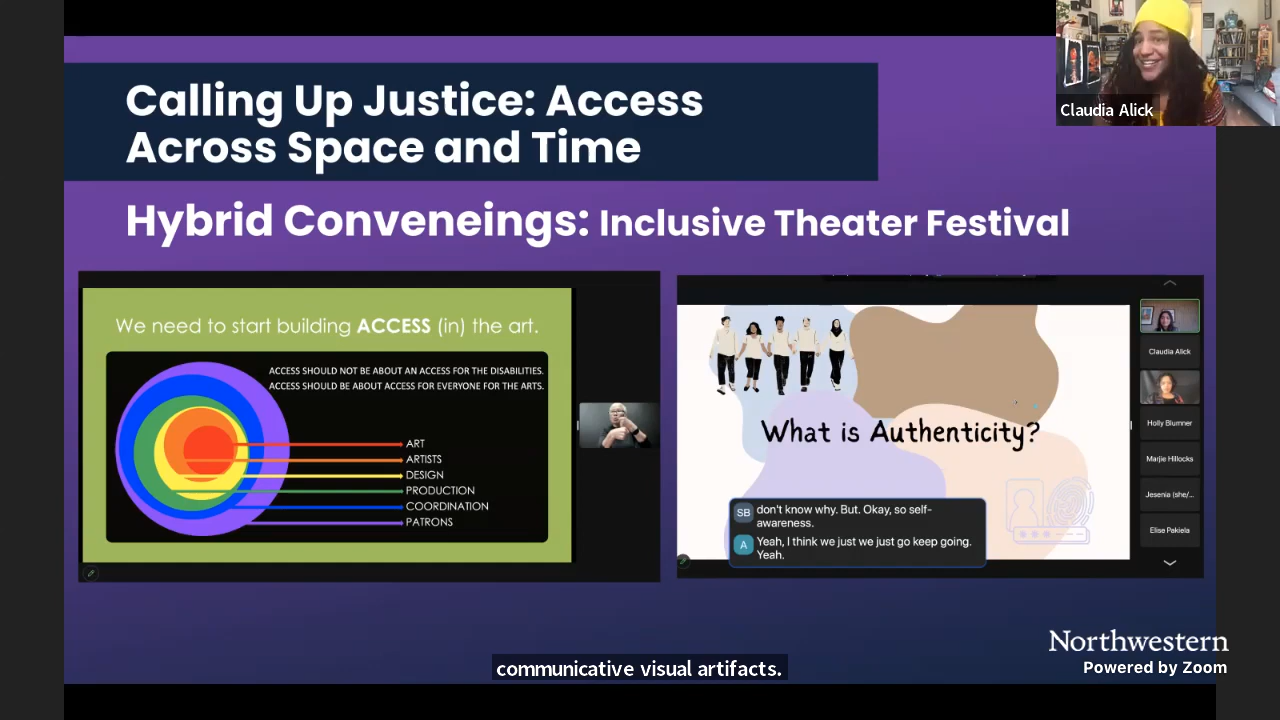 Calling Up Justice: Access
Across Space and Time
Claudia Alick
Hybrid Conveneings: Inclusive Theater Festival
We need to start building ACCESS (in) the art.
ACCESS SHOULD NOT BE ABOUT AN ACCESS FOR THE DISABILITIES.
ACCESS SHOULD BE ABOUT ACCESS FOR EVERYONE FOR THE ARTS.
ART
ARTISTS
DESIGN
PRODUCTION
COORDINATION
PATRONS
What is Authenticity?
SB don't know why. But. Okay, so self-
awareness.
A Yeah, I think we just we just go keep going.
Yeah.
Claudia Alick
Holly Blumner
Marjie Hillocks
Jesenia (she/...
Elise Pakiela
Northwestern
Powered by Zoom
communicative visual artifacts.